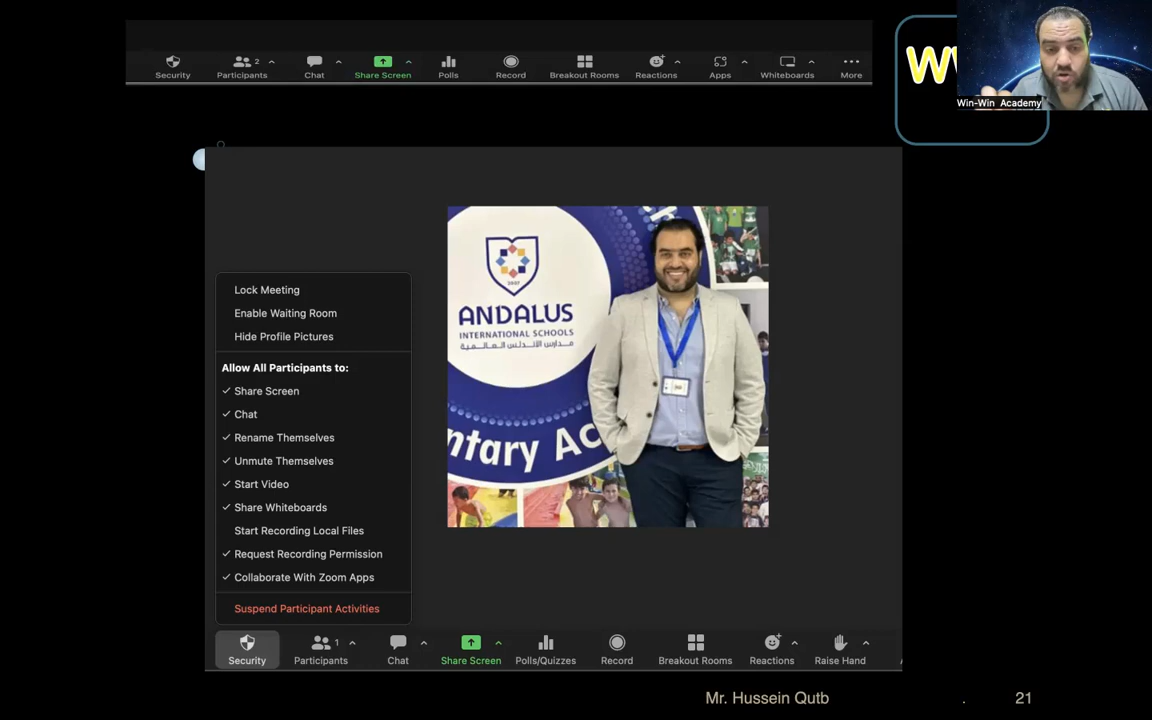 Security
Participants 2
Chat
Share Screen
Polls
Record
Breakout Rooms
Reactions
Apps
Whiteboards
More
Win-Win Academy
ANDALUS
INTERNATIONAL SCHOOLS
مدارس الأندلس العالمية
ntary Ac
Lock Meeting
Enable Waiting Room
Hide Profile Pictures
Allow All Participants to:
Share Screen
Chat
Rename Themselves
Unmute Themselves
Start Video
Share Whiteboards
Start Recording Local Files
Request Recording Permission
Collaborate With Zoom Apps
Suspend Participant Activities
Security
Participants 1
Chat
Share Screen
Polls/Quizzes
Record
Breakout Rooms
Reactions
Raise Hand
Mr. Hussein Qutb
.
21